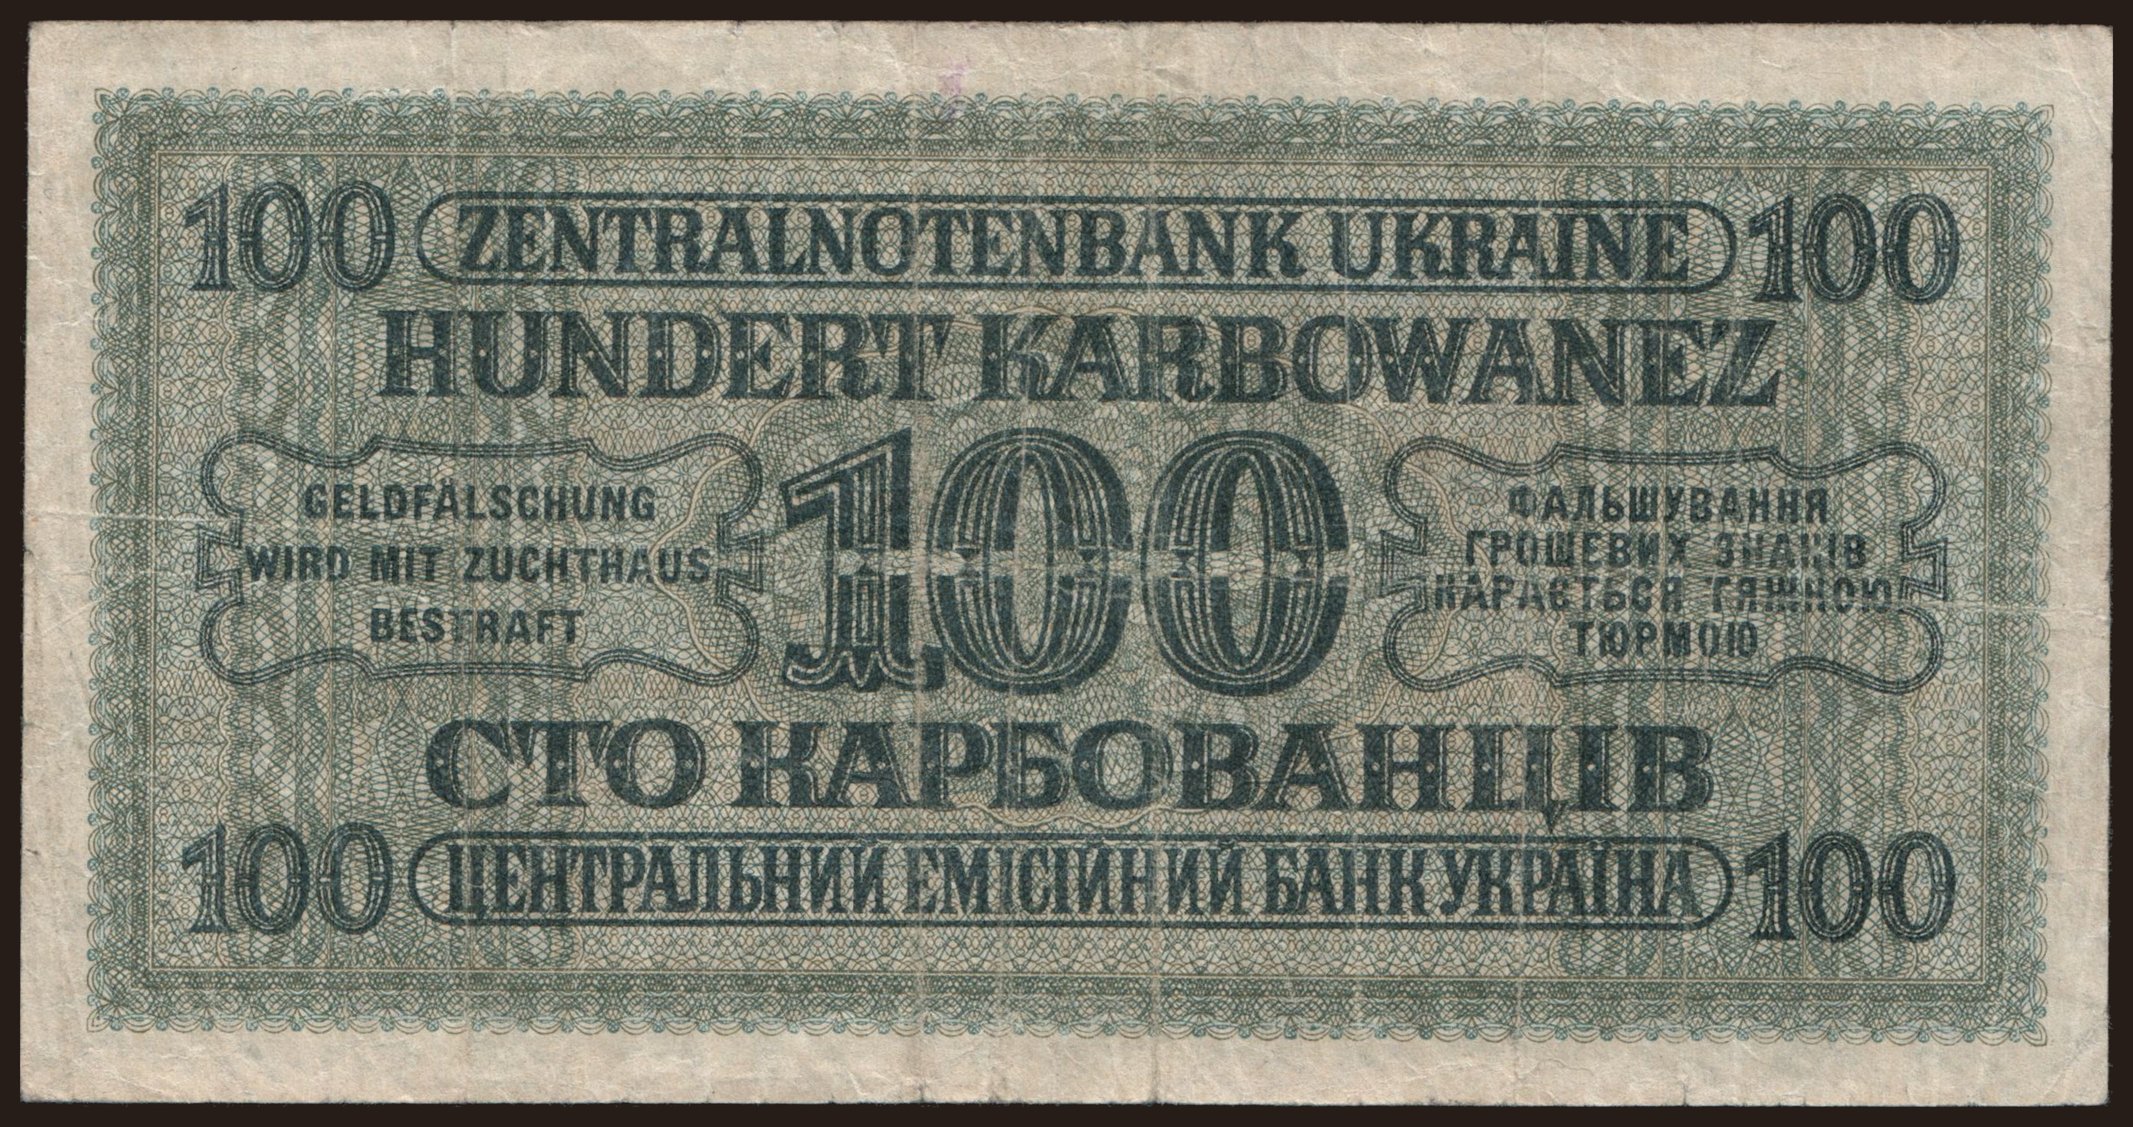 100 ZENTRALNOTENBANK UKRAINE 100
HUNDERT KARBOWANEZ
GELDFÄLSCHUNG
WIRD MIT ZUCHTHAUS
BESTRAFT
100
ФАЛЬШУВАННЯ
ГРОШЕВИХ ЗНАКІВ
КАРАЄТЬСЯ ТЯЖКОЮ
ТЮРМОЮ
СТО КАРБОВАНЦІВ
100 ЦЕНТРАЛЬНИЙ ЕМІСІЙНИЙ БАНК УКРАЇНА 100